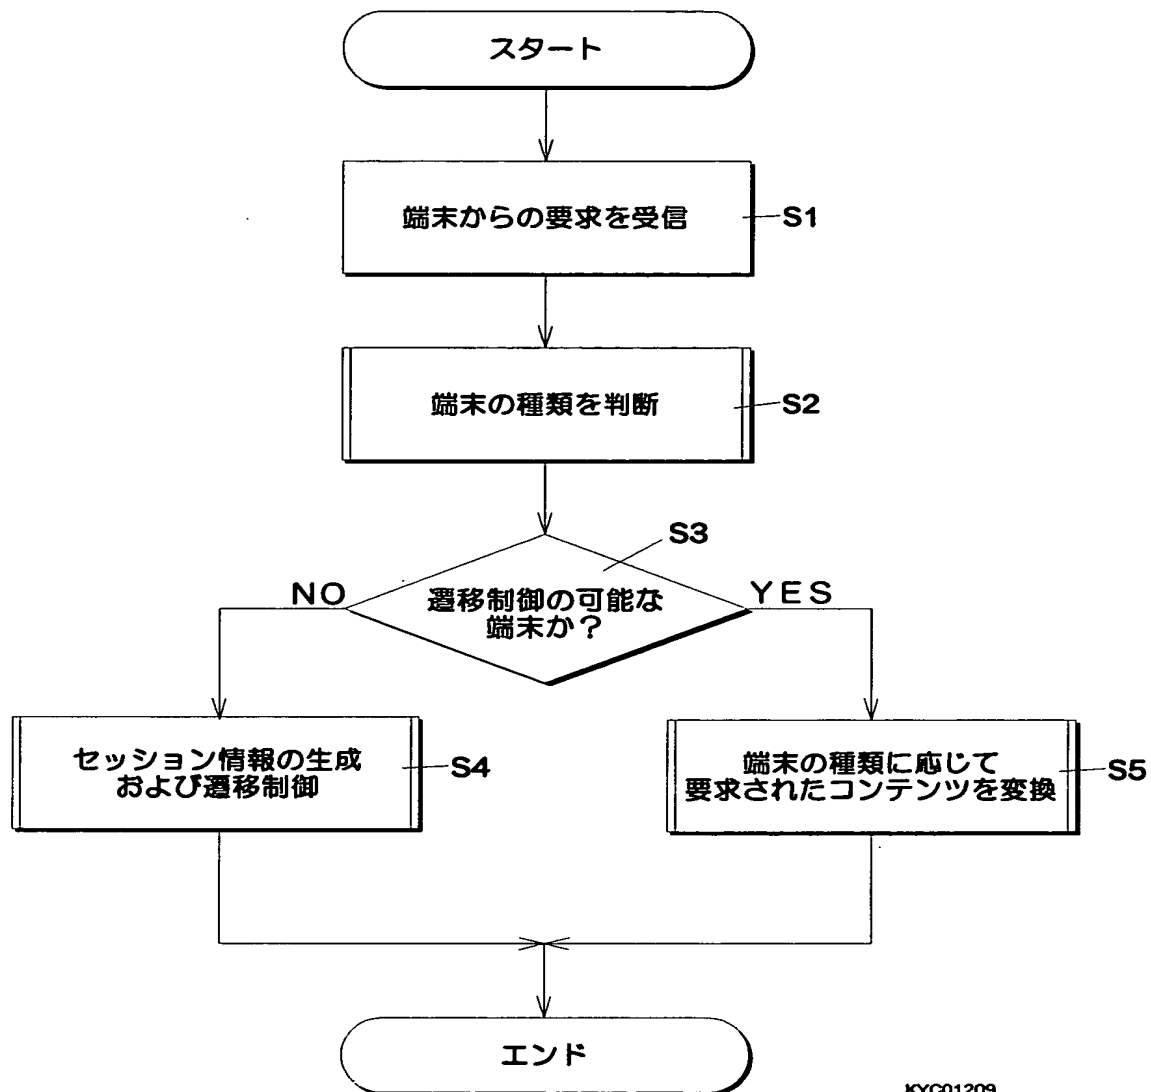 スタート
端末からの要求を受信
S1
端末の種類を判断
S2
S3
NO
YES
遷移制御の可能な
端末か？
セッション情報の生成
および遷移制御
S4
端末の種類に応じて
要求されたコンテンツを変換
S5
エンド
KYC01209